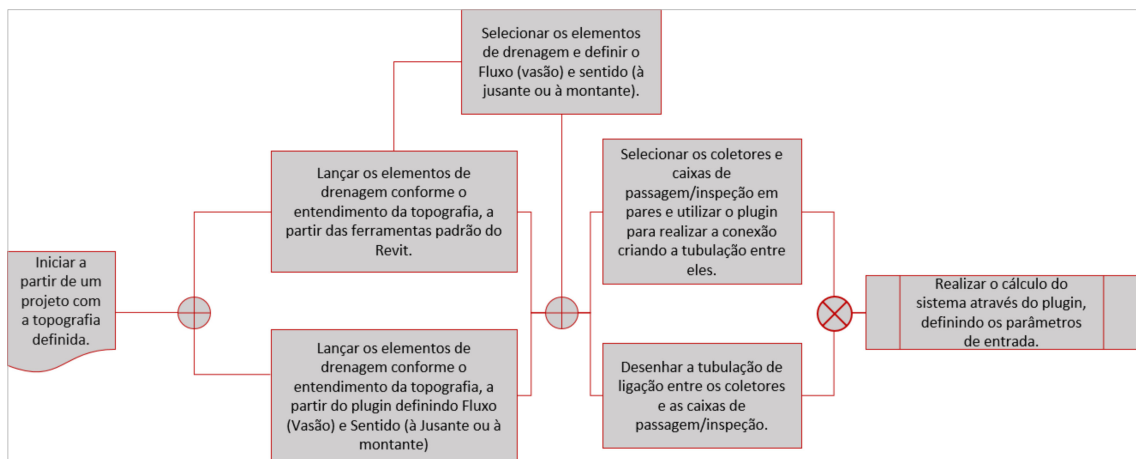 Selecionar os elementos
de drenagem e definir o
Fluxo (vasão) e sentido (à
jusante ou à montante).
Lançar os elementos de
drenagem conforme o
entendimento da topografia, a
partir das ferramentas padrão do
Revit.
Selecionar os coletores e
caixas de
passagem/inspeção em
pares e utilizar o plugin
para realizar a conexão
criando a tubulação entre
eles.
Iniciar a
partir de um
projeto com
a topografia
definida.
Realizar o cálculo do
sistema através do plugin,
definindo os parâmetros
de entrada.
Lançar os elementos de
drenagem conforme o
entendimento da topografia, a
partir do plugin definindo Fluxo
(Vasão) e Sentido (à Jusante ou à
montante)
Desenhar a tubulação de
ligação entre os coletores
e as caixas de
passagem/inspeção.